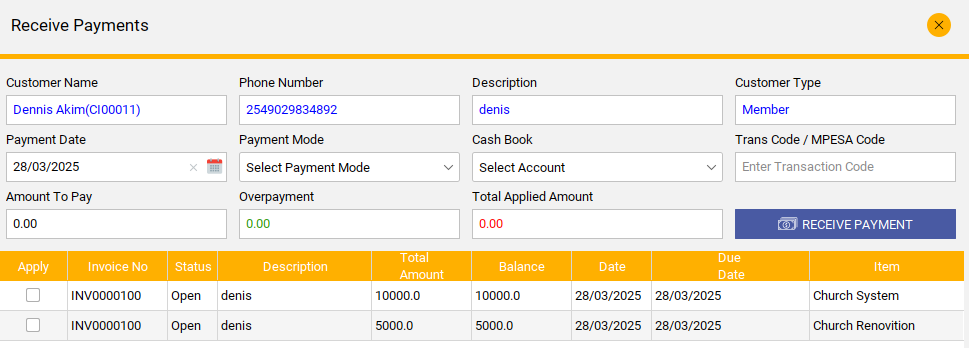 Receive Payments
Customer Name Phone Number Description Customer Type
Dennis Akim(CI00011) 2549029834892 denis Member
Payment Date Payment Mode Cash Book Trans Code / MPESA Code
28/03/2025 Select Payment Mode Select Account Enter Transaction Code
Amount To Pay Overpayment Total Applied Amount
0.00 0.00 0.00 RECEIVE PAYMENT
Apply Invoice No Status Description Total Amount Balance Date Due Date Item
INV0000100 Open denis 10000.0 10000.0 28/03/2025 28/03/2025 Church System
INV0000100 Open denis 5000.0 5000.0 28/03/2025 28/03/2025 Church Renovition